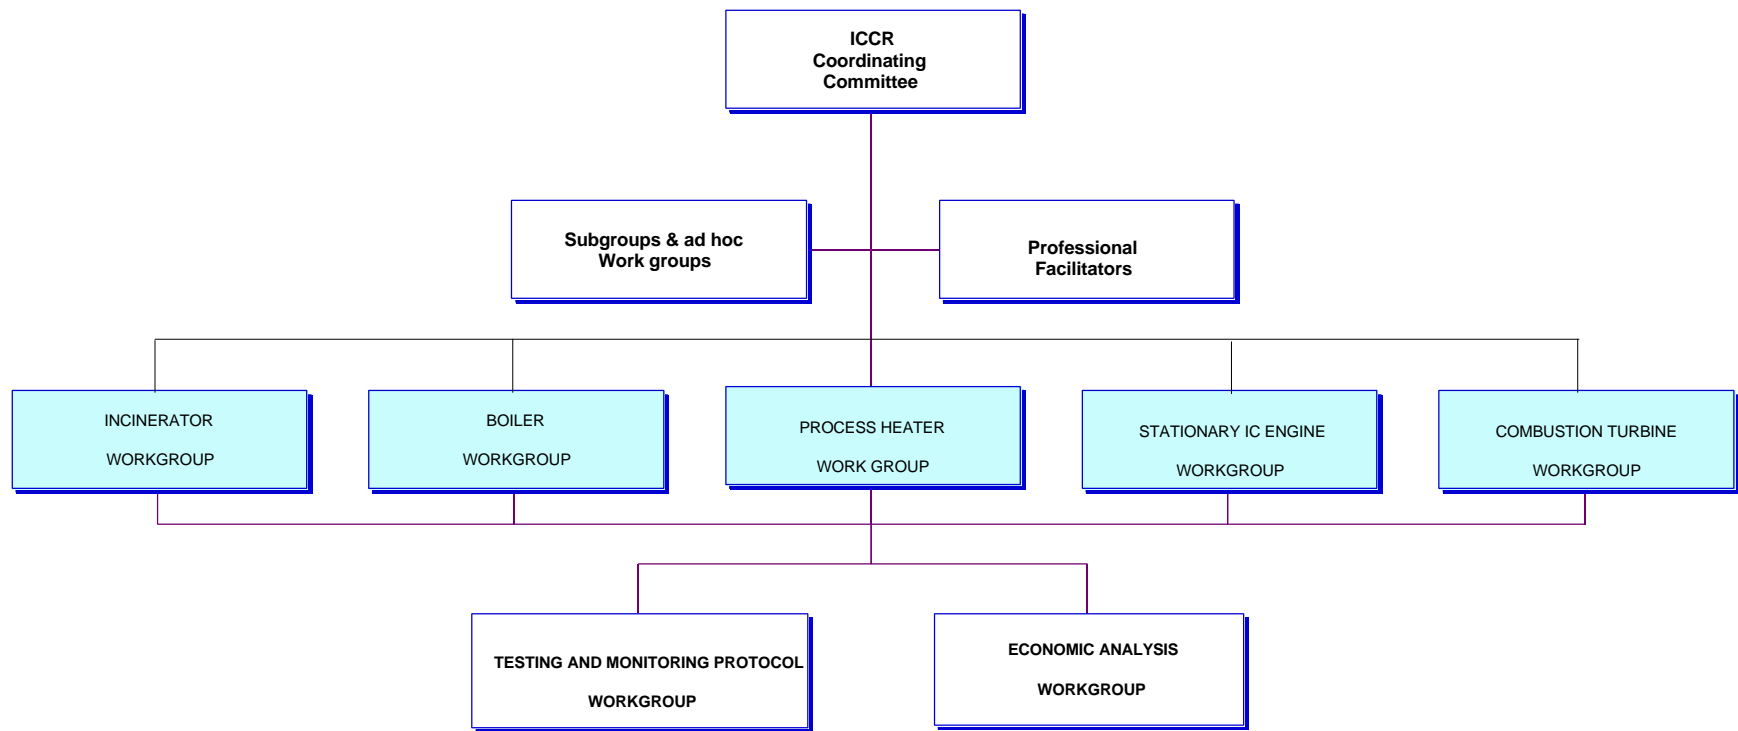 ICCR
Coordinating
Committee
Subgroups & ad hoc
Work groups
Professional
Facilitators
INCINERATOR
WORKGROUP
BOILER
WORKGROUP
PROCESS HEATER
WORK GROUP
STATIONARY IC ENGINE
WORKGROUP
COMBUSTION TURBINE
WORKGROUP
TESTING AND MONITORING PROTOCOL
WORKGROUP
ECONOMIC ANALYSIS
WORKGROUP